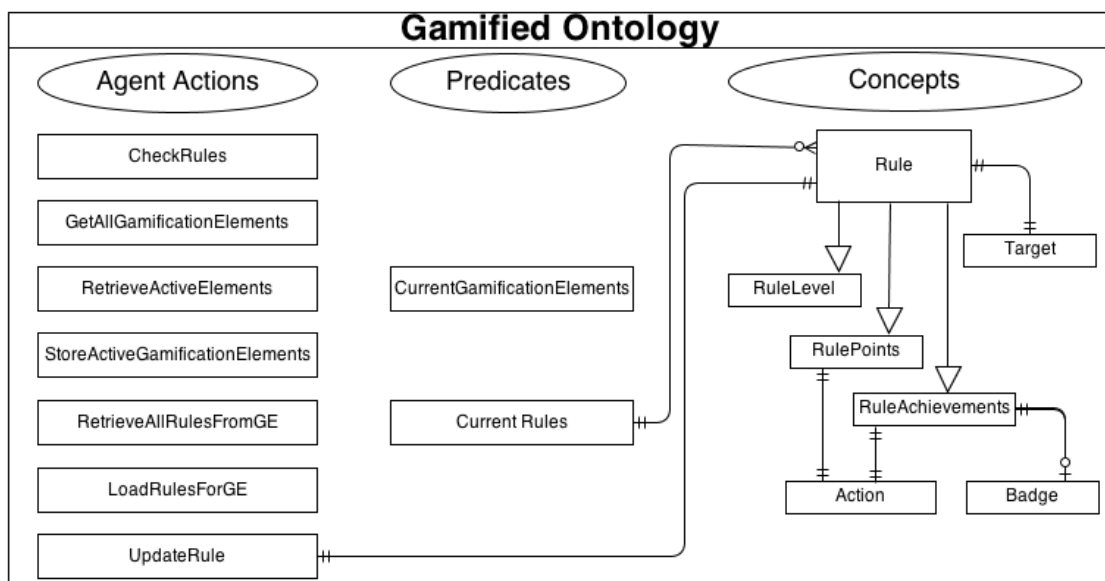 Gamified Ontology
Agent Actions
Predicates
Concepts
CheckRules
GetAllGamificationElements
RetrieveActiveElements
StoreActiveGamificationElements
RetrieveAllRulesFromGE
LoadRulesForGE
UpdateRule
CurrentGamificationElements
Current Rules
Rule
Target
RuleLevel
RulePoints
RuleAchievements
Action
Badge